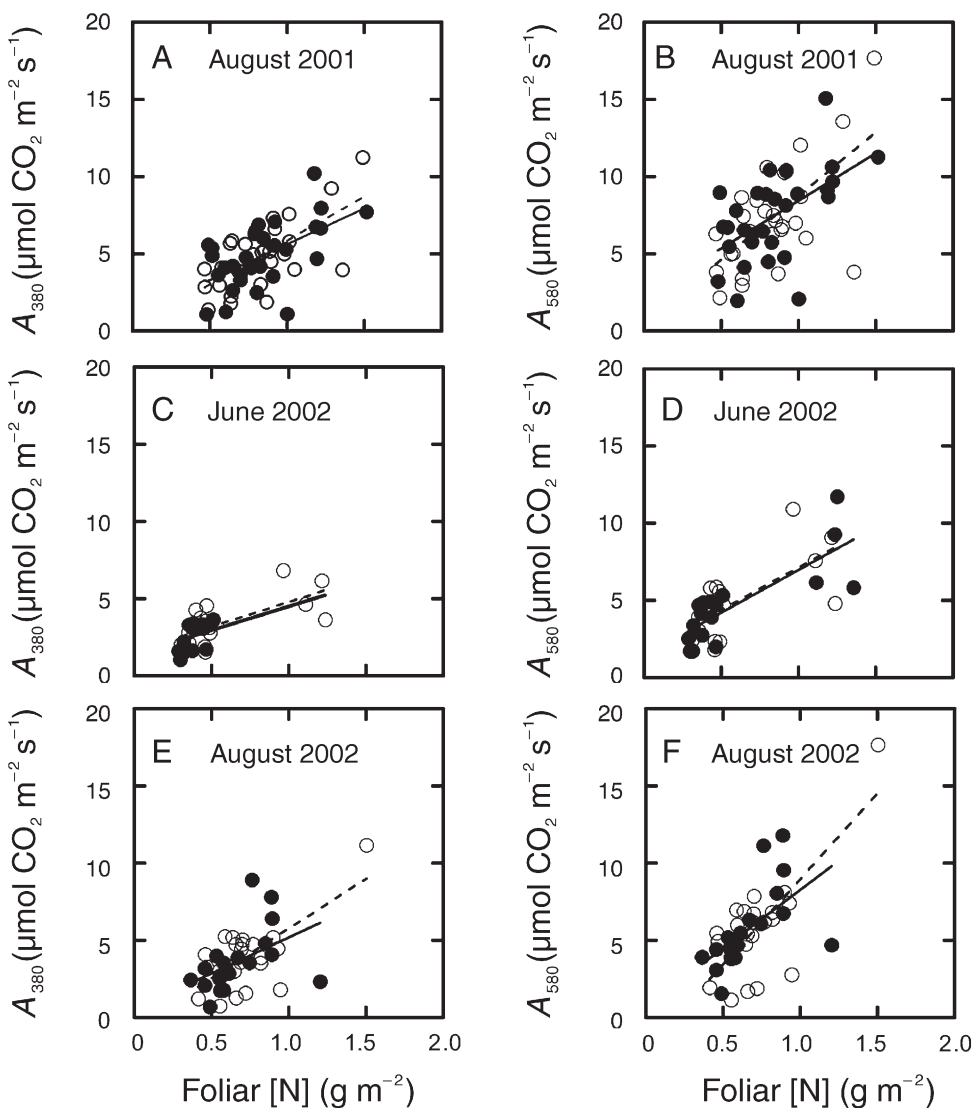 20
15
10
5
0
A380 (μmol CO2 m−2 s−1)
A August 2001
20
15
10
5
0
A580 (μmol CO2 m−2 s−1)
B August 2001
20
15
10
5
0
A380 (μmol CO2 m−2 s−1)
C June 2002
20
15
10
5
0
A580 (μmol CO2 m−2 s−1)
D June 2002
20
15
10
5
0
A380 (μmol CO2 m−2 s−1)
E August 2002
0 0.5 1.0 1.5 2.0
Foliar [N] (g m−2)
20
15
10
5
0
A580 (μmol CO2 m−2 s−1)
F August 2002
0 0.5 1.0 1.5 2.0
Foliar [N] (g m−2)